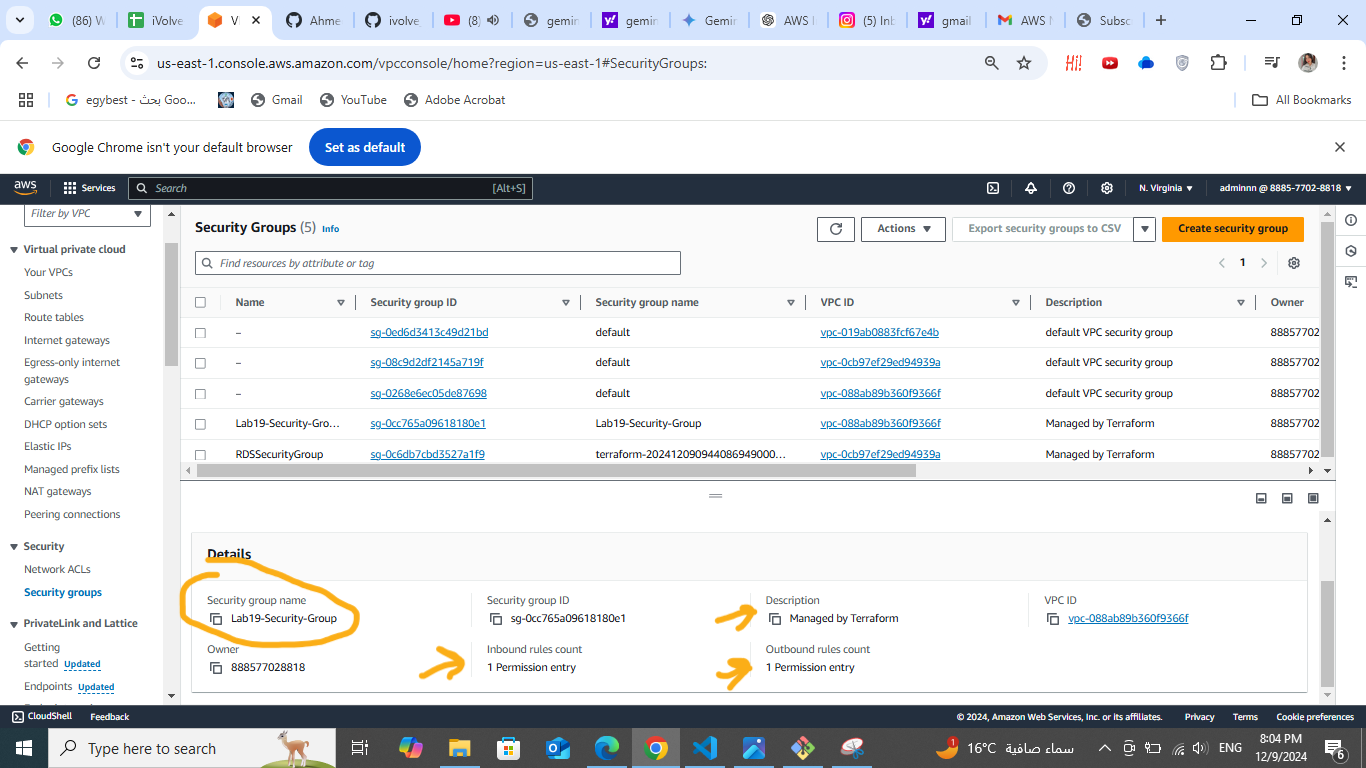 (86) W
iVolve
V
Ahme
ivolve
(8)
gemin
gemin
Gemin
AWS I
(5) Inb
gmail
AWS N
Subsc
us-east-1.console.aws.amazon.com/vpcconsole/home?region=us-east-1#SecurityGroups:
Hi!
egybest - بحث Goo...
Gmail
YouTube
Adobe Acrobat
All Bookmarks
Google Chrome isn't your default browser
Set as default
aws
Services
Search
[Alt+S]
N. Virginia
adminnn @ 8885-7702-8818
Filter by VPC
Virtual private cloud
Your VPCs
Subnets
Route tables
Internet gateways
Egress-only internet
gateways
Carrier gateways
DHCP option sets
Elastic IPs
Managed prefix lists
NAT gateways
Peering connections
Security
Network ACLs
Security groups
PrivateLink and Lattice
Getting
started Updated
Endpoints Updated
Security Groups (5) Info
Actions
Export security groups to CSV
Create security group
Find resources by attribute or tag
1
Name Security group ID Security group name VPC ID Description Owner
– sg-0ed6d3413c49d21bd default vpc-019ab0883fcf67e4b default VPC security group 88857702
– sg-08c9d2df2145a719f default vpc-0cb97ef29ed94939a default VPC security group 88857702
– sg-0268e6ec05de87698 default vpc-088ab89b360f9366f default VPC security group 88857702
Lab19-Security-Gro... sg-0cc765a09618180e1 Lab19-Security-Group vpc-088ab89b360f9366f Managed by Terraform 88857702
RDSSecurityGroup sg-0c6db7cbd3527a1f9 terraform-202412090944086949000... vpc-0cb97ef29ed94939a Managed by Terraform 88857702
Details
Security group name
Lab19-Security-Group
Security group ID
sg-0cc765a09618180e1
Description
Managed by Terraform
VPC ID
vpc-088ab89b360f9366f
Owner
888577028818
Inbound rules count
1 Permission entry
Outbound rules count
1 Permission entry
CloudShell
Feedback
© 2024, Amazon Web Services, Inc. or its affiliates.
Privacy
Terms
Cookie preferences
Type here to search
1
16°C سماء صافية
ENG
8:04 PM
12/9/2024
6